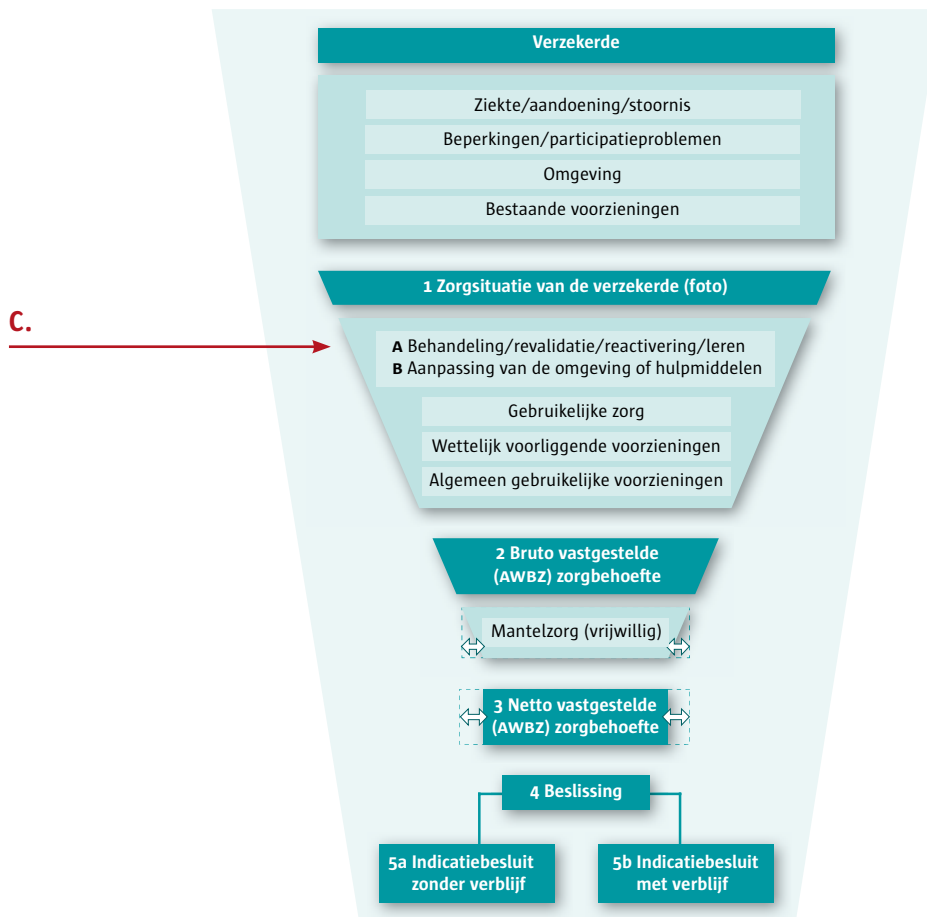 Verzekerde
Ziekte/aandoening/stoornis
Beperkingen/participatieproblemen
Omgeving
Bestaande voorzieningen
1 Zorgsituatie van de verzekerde (foto)
C.
A Behandeling/revalidatie/reactivering/leren
B Aanpassing van de omgeving of hulpmiddelen
Gebruikelijke zorg
Wettelijk voorliggende voorzieningen
Algemeen gebruikelijke voorzieningen
2 Bruto vastgestelde
(AWBZ) zorgbehoefte
Mantelzorg (vrijwillig)
3 Netto vastgestelde
(AWBZ) zorgbehoefte
4 Beslissing
5a Indicatiebesluit
zonder verblijf
5b Indicatiebesluit
met verblijf